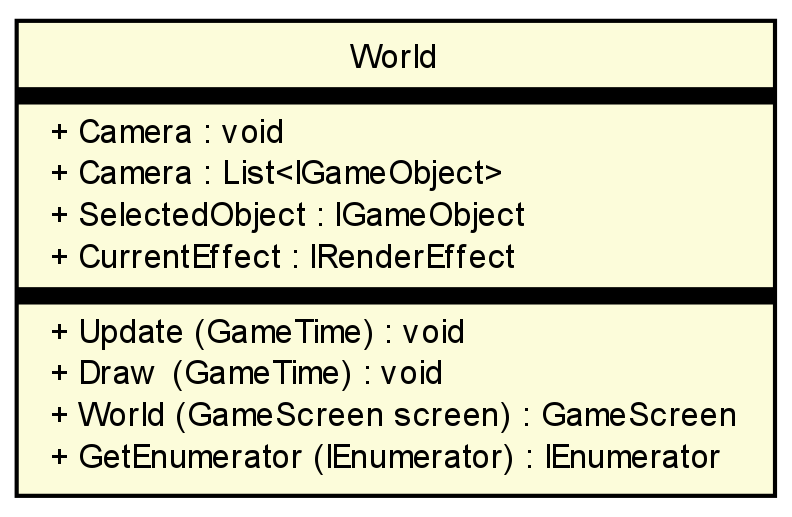 World
+ Camera : void
+ Camera : List<IGameObject>
+ SelectedObject : IGameObject
+ CurrentEffect : IRenderEffect
+ Update (GameTime) : void
+ Draw (GameTime) : void
+ World (GameScreen screen) : GameScreen
+ GetEnumerator (IEnumerator) : IEnumerator